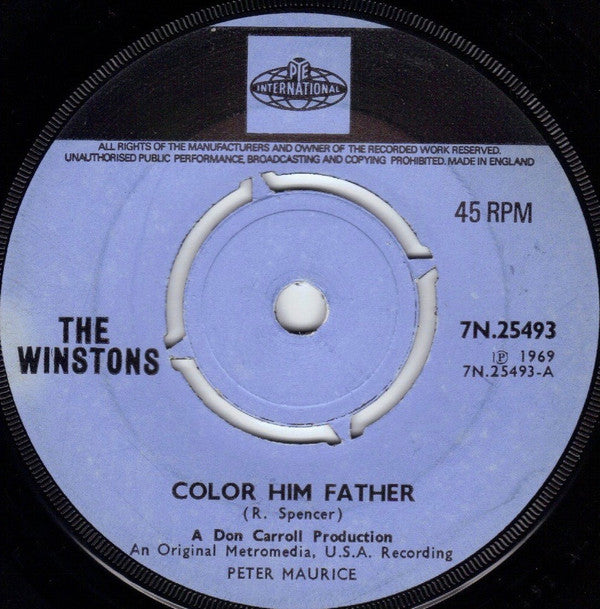 PYE
INTERNATIONAL
ALL RIGHTS OF THE MANUFACTURERS AND OWNER OF THE RECORDED WORK RESERVED.
UNAUTHORISED PUBLIC PERFORMANCE, BROADCASTING AND COPYING PROHIBITED. MADE IN ENGLAND
45 RPM
THE
WINSTONS
7N.25493
Ⓟ 1969
7N.25493-A
COLOR HIM FATHER
(R. Spencer)
A Don Carroll Production
An Original Metromedia, U.S.A. Recording
PETER MAURICE